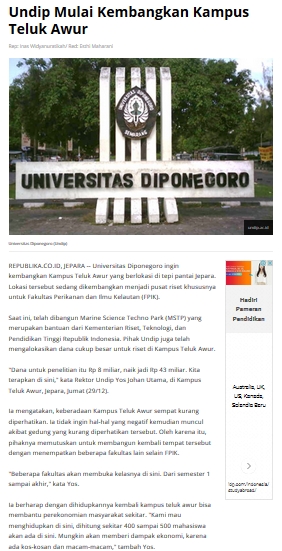 Undip Mulai Kembangkan Kampus
Teluk Awur
UNIVERSITAS DIPONEGORO
SEMARANG
UNIVERSITAS DIPONEGORO
undip.ac.id
Universitas Diponegoro (Undip)
REPUBLIKA.CO.ID, JEPARA -- Universitas Diponegoro ingin
kembangkan Kampus Teluk Awur yang berlokasi di tepi pantai Jepara.
Lokasi tersebut sedang dikembangkan menjadi pusat riset khususnya
untuk Fakultas Perikanan dan Ilmu Kelautan (FPIK).
Saat ini, telah dibangun Marine Science Techno Park (MSTP) yang
merupakan bantuan dari Kementerian Riset, Teknologi, dan
Pendidikan Tinggi Republik Indonesia. Pihak Undip juga telah
mengalokasikan dana cukup besar untuk riset di Kampus Teluk Awur.
"Dana untuk penelitian itu Rp 8 miliar, naik jadi Rp 43 miliar. Kita
terapkan di sini," kata Rektor Undip Yos Johan Utama, di Kampus
Teluk Awur, Jepara, Jumat (29/12).
Ia mengatakan, keberadaan Kampus Teluk Awur sempat kurang
diperhatikan. Ia tidak ingin hal-hal yang negatif kemudian muncul
akibat gedung yang kurang diperhatikan tersebut. Oleh karena itu,
pihaknya memutuskan untuk membangun kembali tempat tersebut
dengan menempatkan beberapa fakultas lain selain FPIK.
"Beberapa fakultas akan membuka kelasnya di sini. Dari semester 1
sampai akhir," kata Yos.
Ia berharap dengan dihidupkannya kembali kampus teluk awur bisa
membantu perekonomian masyarakat sekitar. "Kami mau
menghidupkan di sini, dihitung sekitar 400 sampai 500 mahasiswa
akan ada di sini. Mungkin akan memberi dampak ekonomi, karena
ada kos-kosan dan macam-macam," tambah Yos.
Hadiri
Pameran
Pendidikan
Australia, UK,
US, Kanada,
Selandia Baru